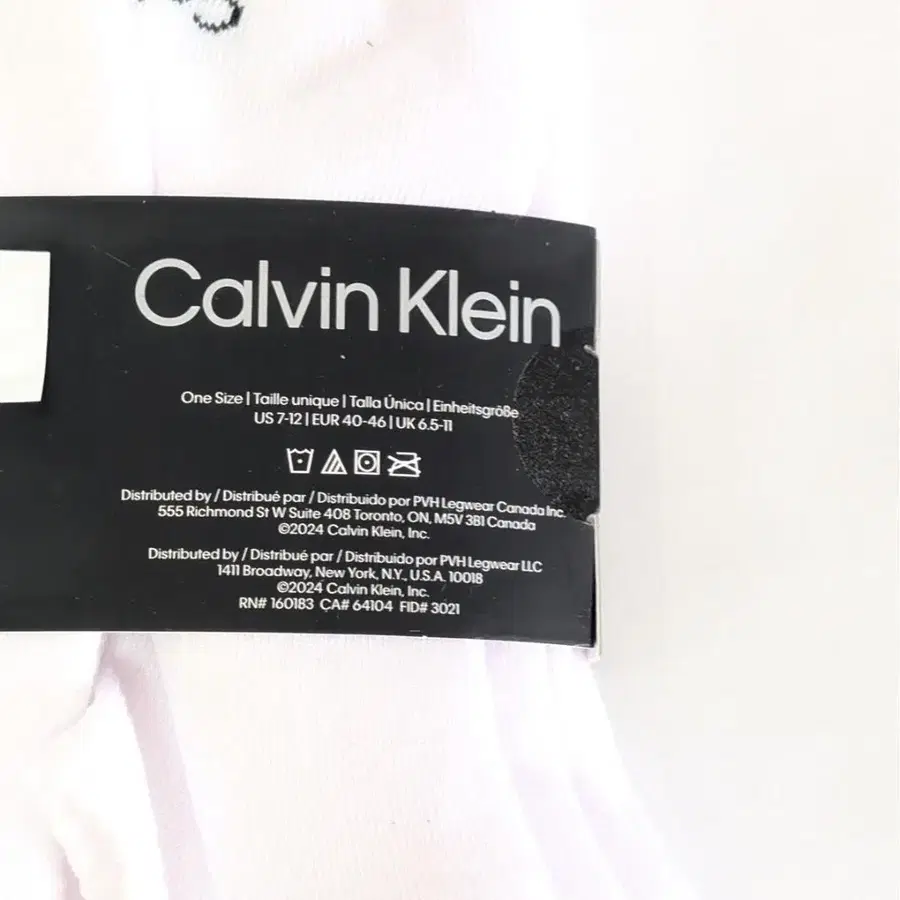 Calvin Klein
One Size | Taille unique | Talla Única | Einheitsgröße
US 7-12 | EUR 40-46 | UK 6.5-11
Distributed by / Distribué par / Distribuido por PVH Legwear Canada Inc.
555 Richmond St W Suite 408 Toronto, ON, M5V 3B1 Canada
©2024 Calvin Klein, Inc.
Distributed by / Distribué par / Distribuido por PVH Legwear LLC
1411 Broadway, New York, N.Y., U.S.A. 10018
©2024 Calvin Klein, Inc.
RN# 160183 CA# 64104 FID# 3021